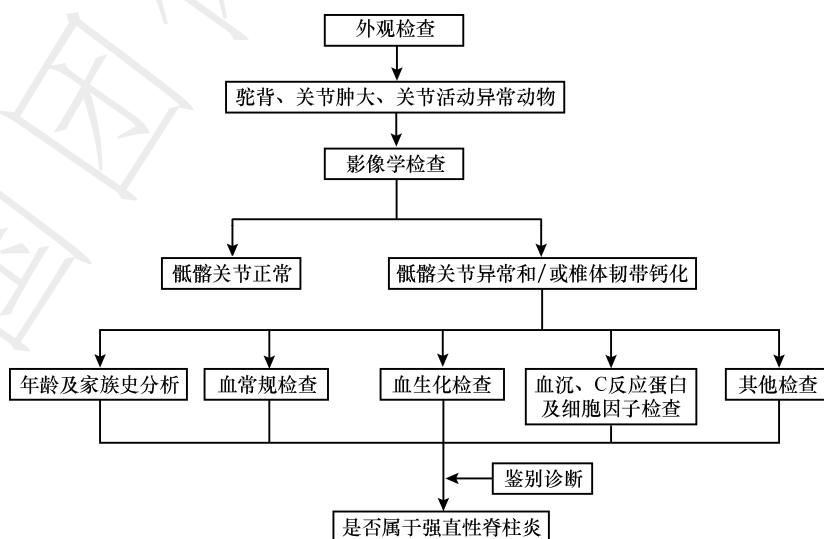 外观检查
驼背、关节肿大、关节活动异常动物
影像学检查
骶髂关节正常
骶髂关节异常和/或椎体韧带钙化
年龄及家族史分析
血常规检查
血生化检查
血沉、C反应蛋白
及细胞因子检查
其他检查
鉴别诊断
是否属于强直性脊柱炎